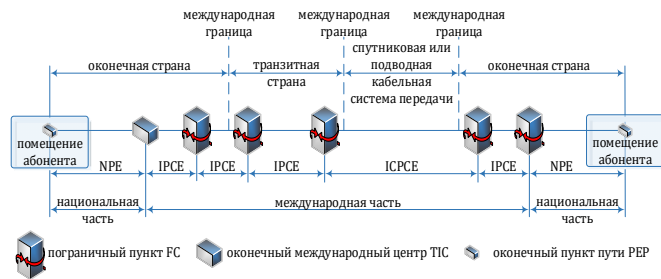 международная граница
международная граница
международная граница
оконечная страна
транзитная страна
спутниковая или подводная кабельная система передачи
оконечная страна
помещение абонента
помещение абонента
NPE
IPCE
IPCE
IPCE
ICPCE
IPCE
NPE
национальная часть
международная часть
национальная часть
пограничный пункт FC
оконечный международный центр TIC
оконечный пункт пути PEP